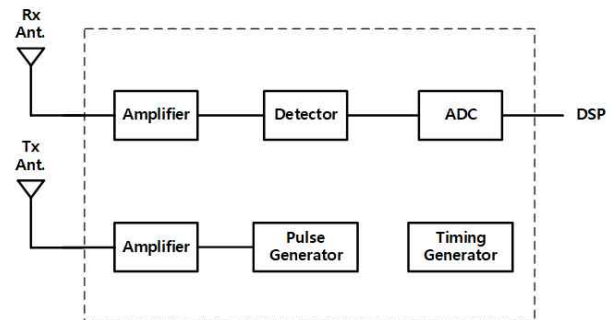 Rx
Ant.
Amplifier
Detector
ADC
DSP
Tx
Ant.
Amplifier
Pulse
Generator
Timing
Generator